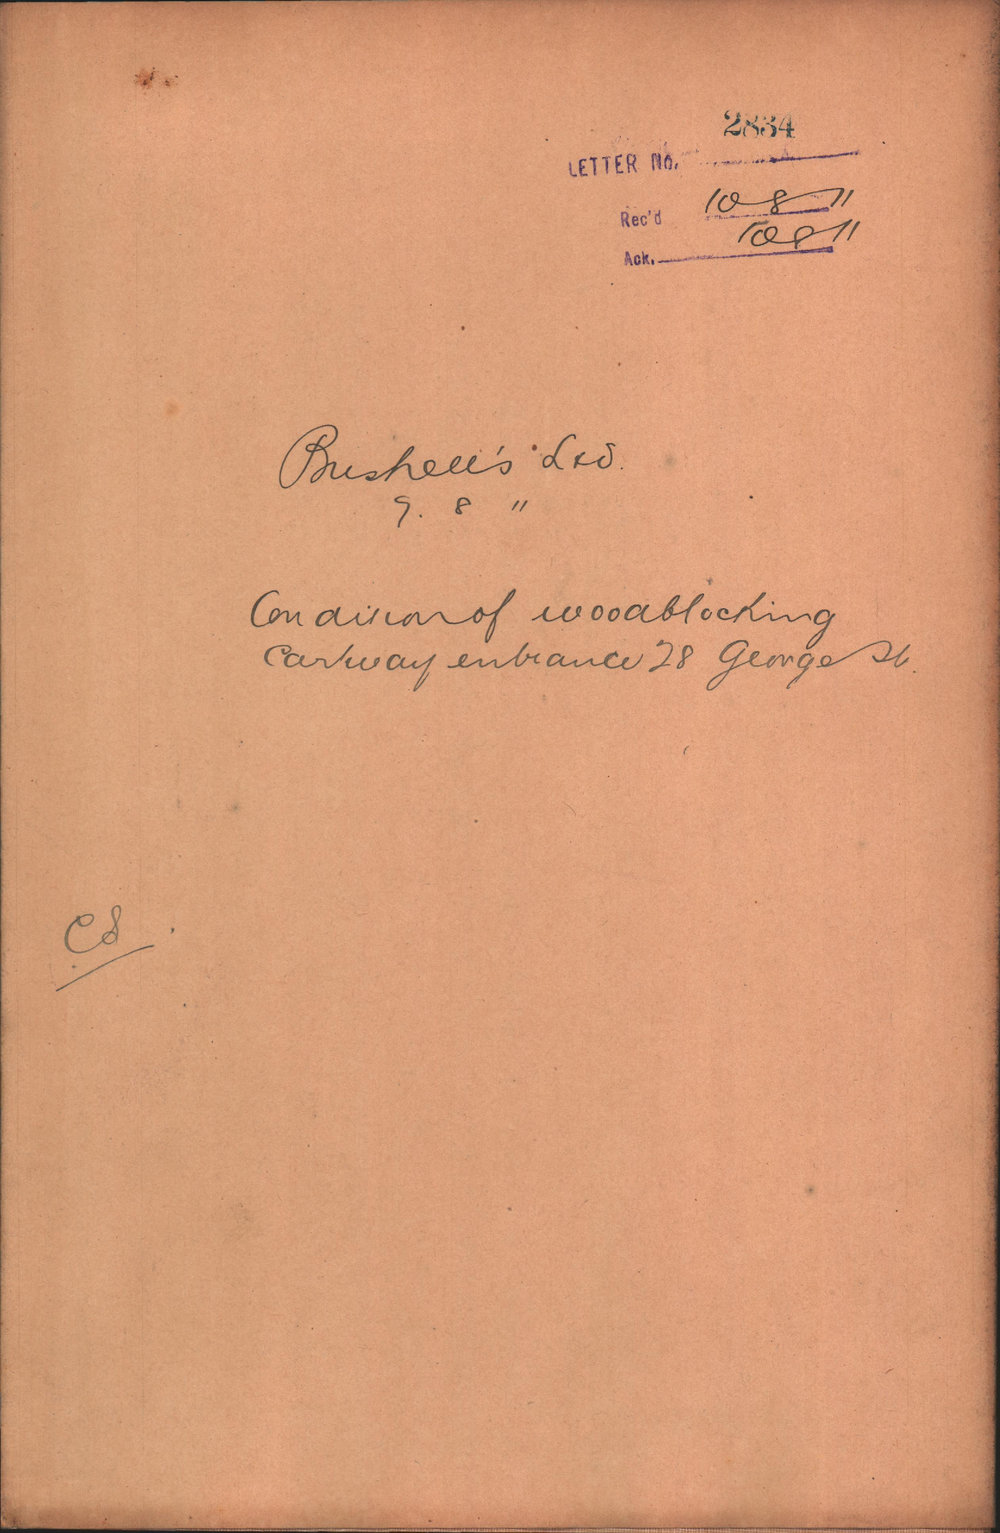 2834
LETTER No.
Rec'd 10 8 11
Ack. 10 8 11
Bushell's Ltd.
9. 8 11
Condition of woodblocking
Cartway entrance 28 George St.
CS